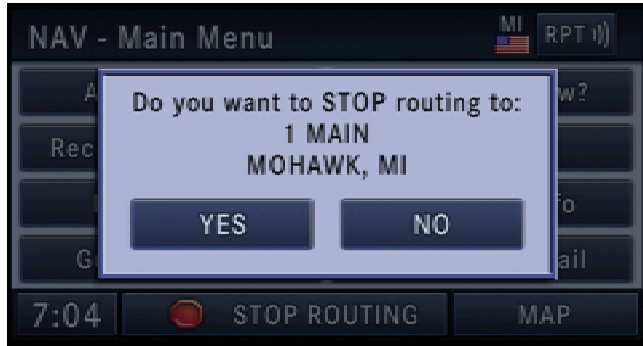 NAV - Main Menu
MI
RPT
Do you want to STOP routing to:
1 MAIN
MOHAWK, MI
YES
NO
7:04
STOP ROUTING
MAP